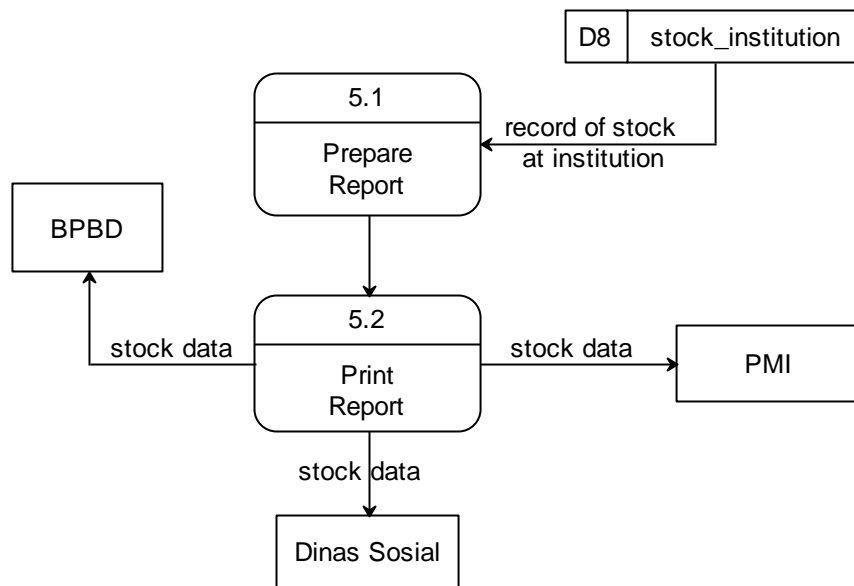 D8 stock_institution
5.1
Prepare
Report
record of stock
at institution
BPBD
5.2
Print
Report
stock data
stock data
PMI
stock data
Dinas Sosial